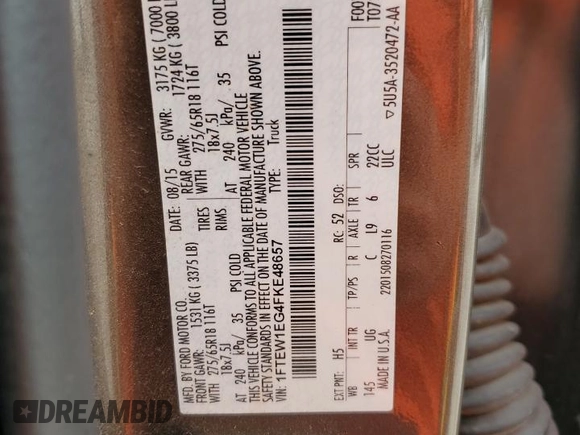 MFG. BY FORD MOTOR CO.
DATE: 08/15 GVWR: 3175 KG ( 7000 L
FRONT GAWR: 1531 KG ( 3375 LB)
REAR GAWR: 1724 KG ( 3800 L
WITH 275/65R18 116T TIRES
WITH 275/65R18 116T
18x7.5J RIMS
18x7.5J
AT 240 kPa/ 35 PSI COLD
AT 240 kPa/ 35 PSI COLD
THIS VEHICLE CONFORMS TO ALL APPLICABLE FEDERAL MOTOR VEHICLE
SAFETY STANDARDS IN EFFECT ON THE DATE OF MANUFACTURE SHOWN ABOVE.
VIN: 1FTEW1EG4FKE48657
TYPE: Truck
EXT PNT: H5 RC: 52 DSO: F00
T07
WB INT TR TP/PS R AXLE TR SPR
145 UG C L9 6 22CC
ULC
MADE IN U.S.A. 2201508270116
▽5U5A-3520472-AA
DREAMBID